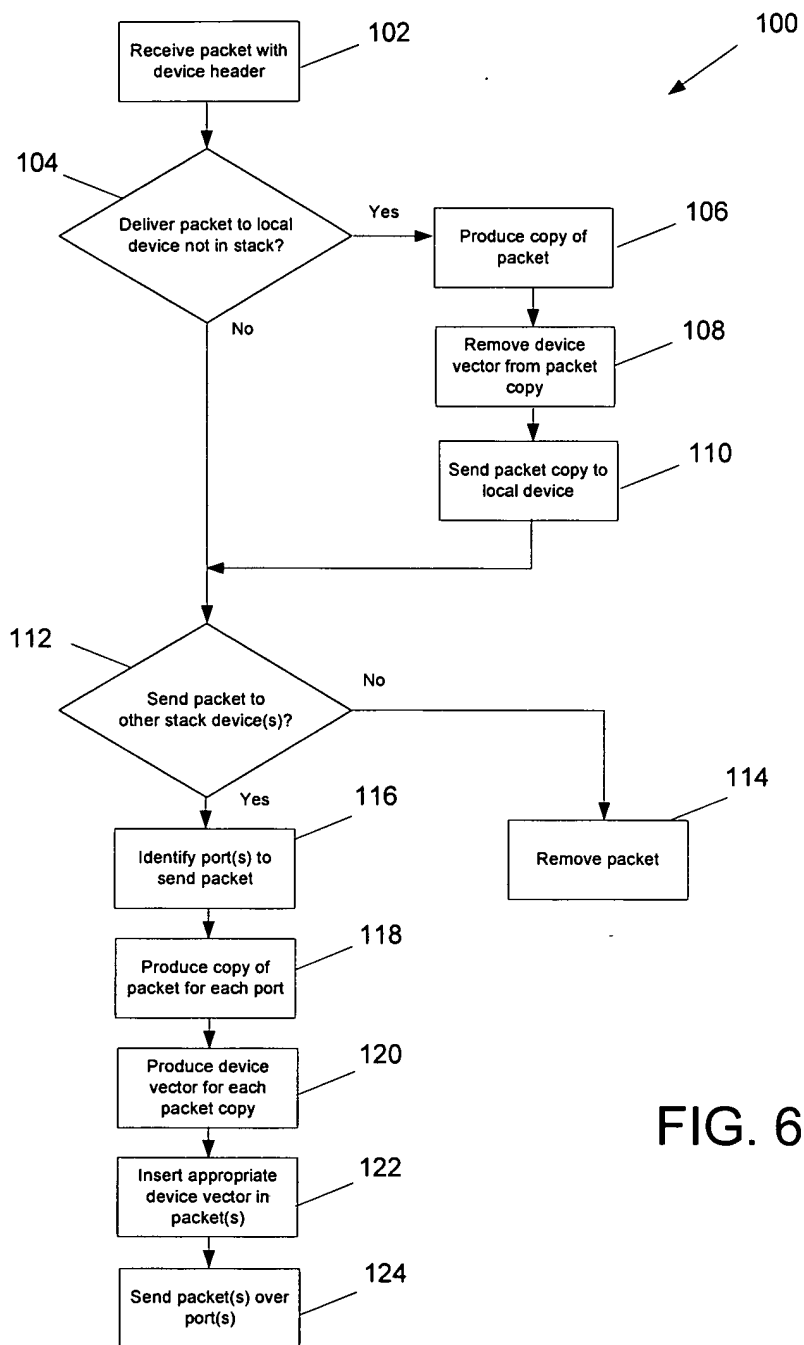 100
Receive packet with
device header
102
104
Deliver packet to local
device not in stack?
Yes
No
Produce copy of
packet
106
Remove device
vector from packet
copy
108
Send packet copy to
local device
110
112
Send packet to
other stack device(s)?
No
Yes
114
Remove packet
116
Identify port(s) to
send packet
118
Produce copy of
packet for each port
120
Produce device
vector for each
packet copy
122
Insert appropriate
device vector in
packet(s)
124
Send packet(s) over
port(s)
FIG. 6